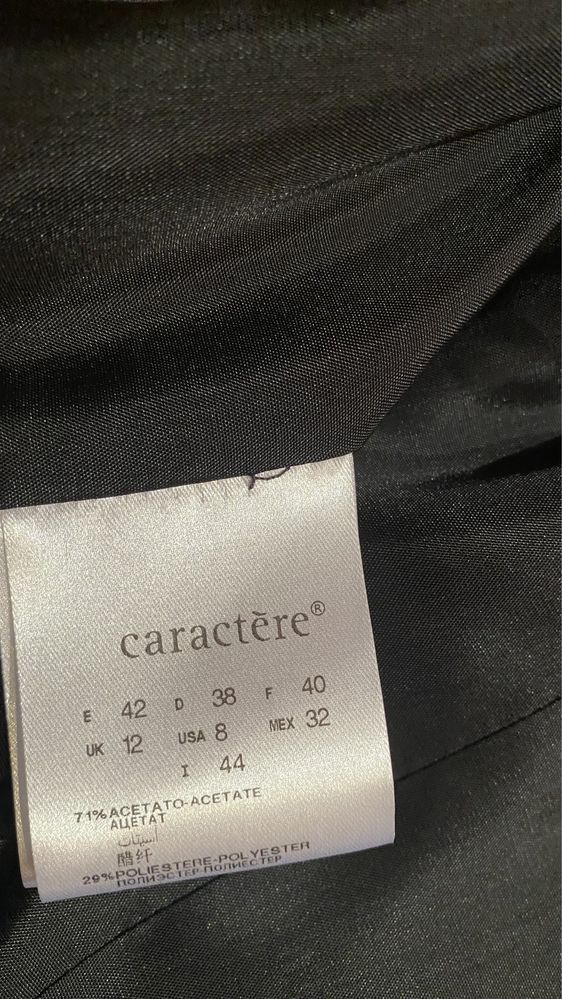 caractère®
E 42 D 38 F 40
UK 12 USA 8 MEX 32
I 44
71%ACETATO-ACETATE
АЦЕТАТ
أسيتات
醋纤
29%POLIESTERE-POLYESTER
ПОЛИЭСТЕР-ПОЛИЕСТЕР